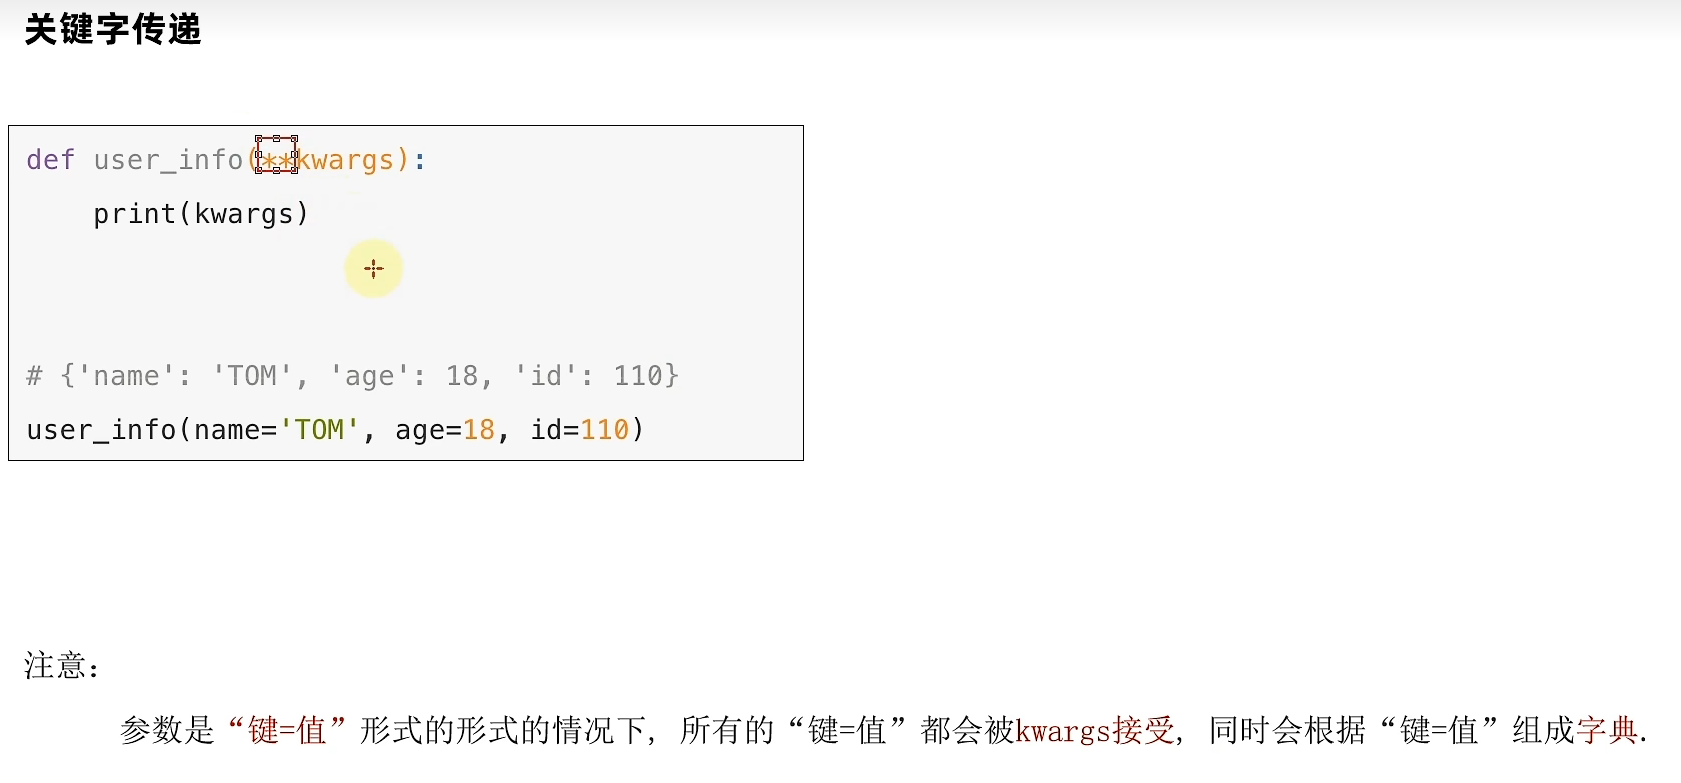 关键字传递
def user_info(**kwargs):
    print(kwargs)
# {'name': 'TOM', 'age': 18, 'id': 110}
user_info(name='TOM', age=18, id=110)
注意：
参数是“键=值”形式的形式的情况下, 所有的“键=值”都会被kwargs接受, 同时会根据“键=值”组成字典.